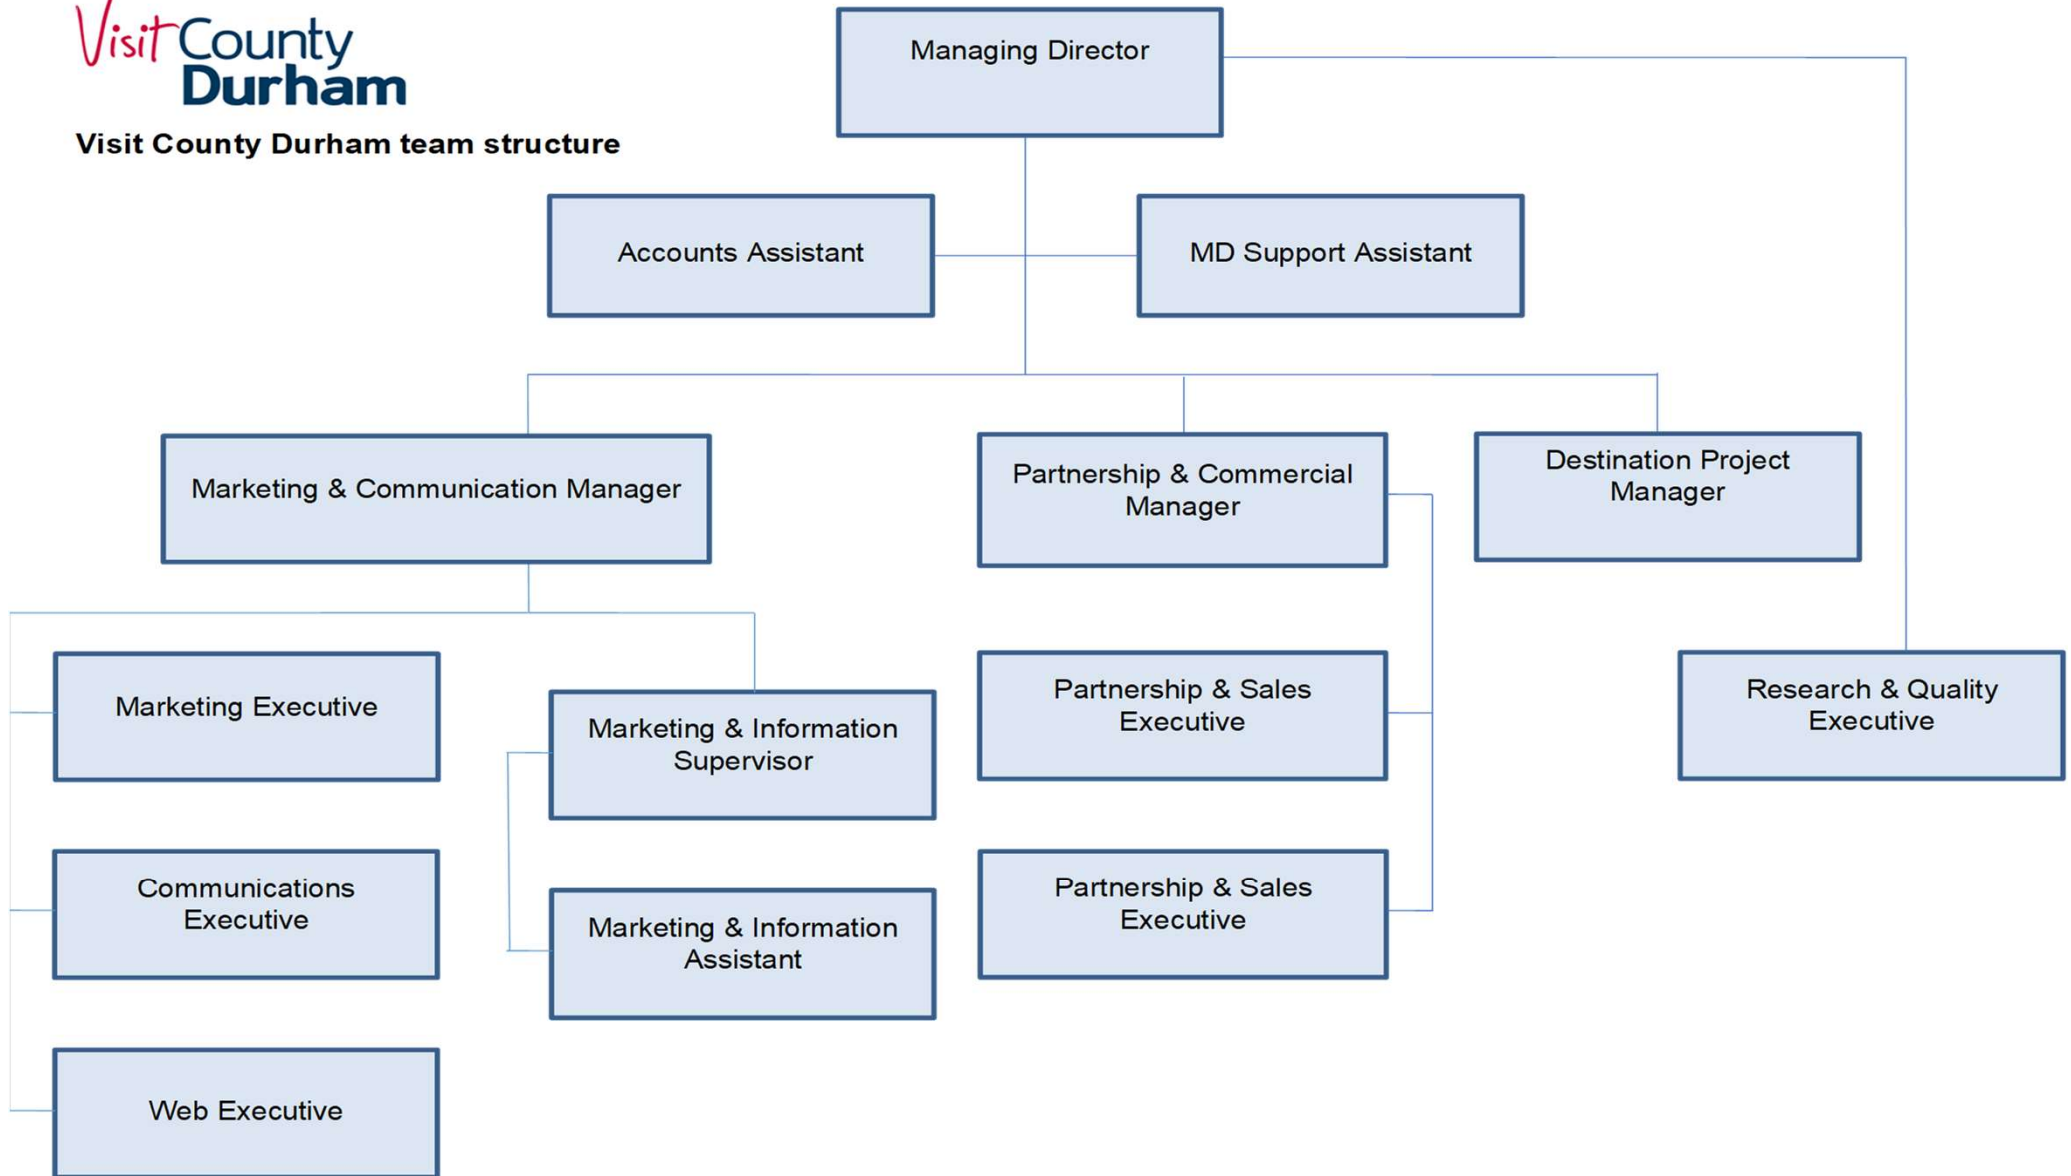 Visit County
Durham
Visit County Durham team structure
Managing Director
Accounts Assistant
MD Support Assistant
Marketing & Communication Manager
Partnership & Commercial
Manager
Destination Project
Manager
Marketing Executive
Marketing & Information
Supervisor
Partnership & Sales
Executive
Research & Quality
Executive
Communications
Executive
Marketing & Information
Assistant
Partnership & Sales
Executive
Web Executive